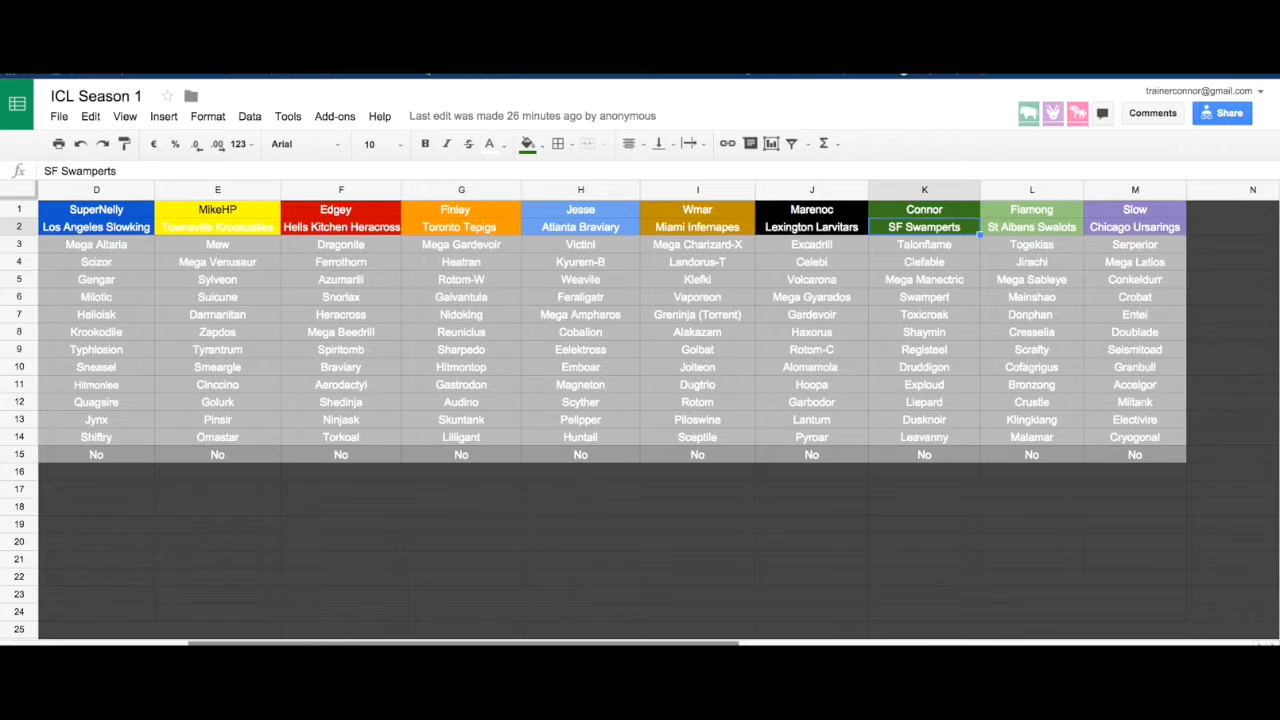 ICL Season 1
trainerconnor@gmail.com
File Edit View Insert Format Data Tools Add-ons Help Last edit was made 26 minutes ago by anonymous
Comments Share
€ % .0 .00 123 Arial 10 B I S A Σ
fx SF Swamperts
D E F G H I J K L M N
1 SuperNelly MikeHP Edgey Finley Jesse Wmar Marenoc Connor Flamong Slow
2 Los Angeles Slowking Townsville Krookodiles Hells Kitchen Heracross Toronto Tepigs Atlanta Braviary Miami Infernapes Lexington Larvitars SF Swamperts St Albans Swalots Chicago Ursarings
3 Mega Altaria Mew Dragonite Mega Gardevoir Victini Mega Charizard-X Excadrill Talonflame Togekiss Serperior
4 Scizor Mega Venusaur Ferrothorn Heatran Kyurem-B Landorus-T Celebi Clefable Jirachi Mega Latios
5 Gengar Sylveon Azumarill Rotom-W Weavile Klefki Volcarona Mega Manectric Mega Sableye Conkeldurr
6 Milotic Suicune Snorlax Galvantula Feraligatr Vaporeon Mega Gyarados Swampert Meinshao Crobat
7 Helioisk Darmanitan Heracross Nidoking Mega Ampharos Greninja (Torrent) Gardevoir Toxicroak Donphan Entei
8 Krookodile Zapdos Mega Beedrill Reunicius Cobalion Alakazam Haxorus Shaymin Cresselia Doublade
9 Typhlosion Tyrantrum Spiritomb Sharpedo Eelektross Golbat Rotom-C Registeel Scrafty Seismitoad
10 Sneasel Smeargle Braviary Hitmontop Emboar Jolteon Alomamola Druddigon Cofagrigus Granbull
11 Hitmonlee Cinccino Aerodactyl Gastrodon Magneton Dugtrio Hoopa Exploud Bronzong Accelgor
12 Quagsire Golurk Shedinja Audino Scyther Rotom Garbodor Liepard Crustle Miltank
13 Jynx Pinsir Ninjask Skuntank Pelipper Piloswine Lanturn Dusknoir Klingklang Electivire
14 Shiftry Omastar Torkoal Lilligant Huntail Sceptile Pyroar Leavanny Malamar Cryogonal
15 No No No No No No No No No No
16
17
18
19
20
21
22
23
24
25